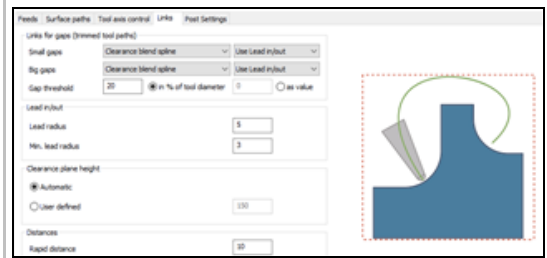 Feeds Surface paths Tool axis control Links Post Settings
Links for gaps (trimmed tool paths)
Small gaps Clearance blend spline Use Lead in/out
Big gaps Clearance blend spline Use Lead in/out
Gap threshold 20 in % of tool diameter 0 as value
Lead in/out
Lead radius 5
Min. lead radius 3
Clearance plane height
Automatic
User defined 150
Distances
Rapid distance 10